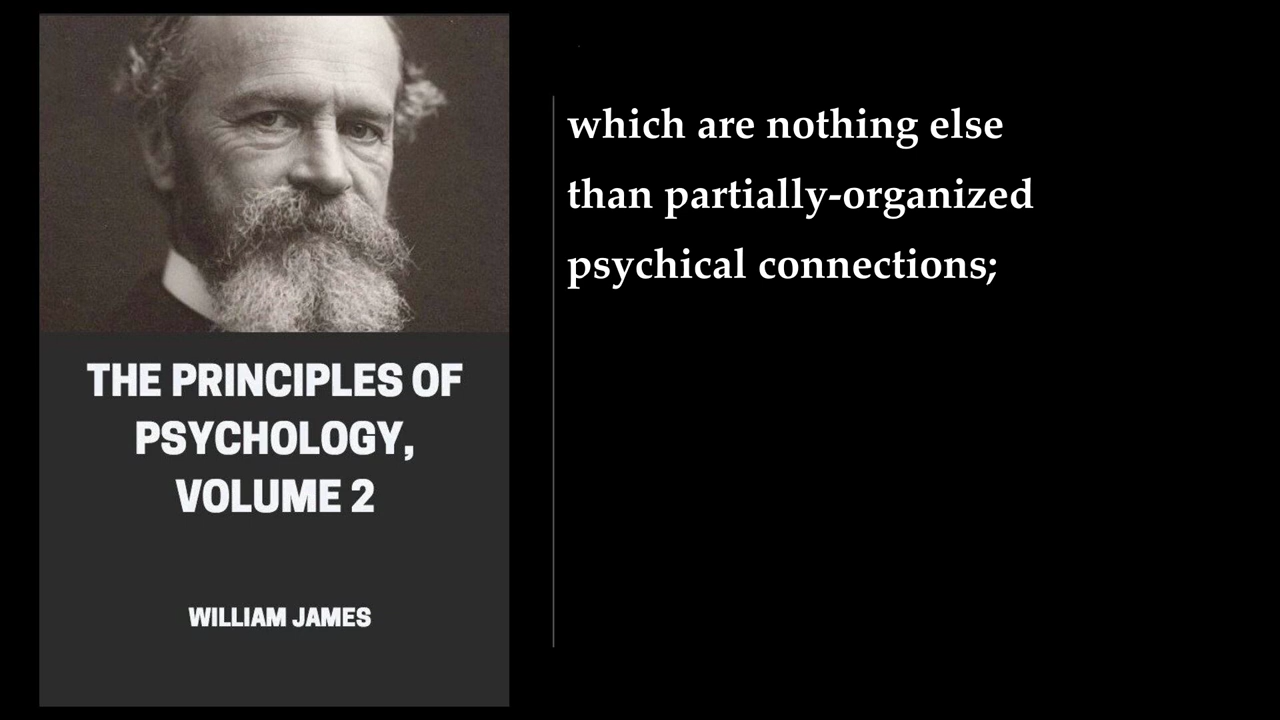 THE PRINCIPLES OF
PSYCHOLOGY,
VOLUME 2
WILLIAM JAMES
which are nothing else
than partially-organized
psychical connections;